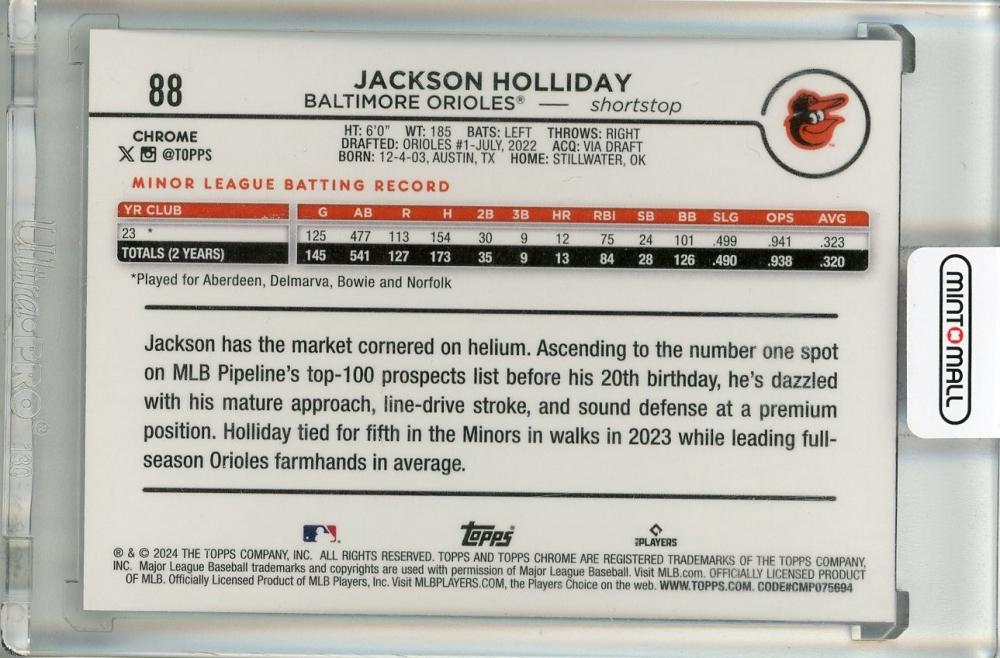 88
JACKSON HOLLIDAY
BALTIMORE ORIOLES® — shortstop
CHROME
@TOPPS
HT: 6'0" WT: 185 BATS: LEFT THROWS: RIGHT
DRAFTED: ORIOLES #1-JULY, 2022 ACQ: VIA DRAFT
BORN: 12-4-03, AUSTIN, TX HOME: STILLWATER, OK
MINOR LEAGUE BATTING RECORD
YR CLUB G AB R H 2B 3B HR RBI SB BB SLG OPS AVG
23 * 125 477 113 154 30 9 12 75 24 101 .499 .941 .323
TOTALS (2 YEARS) 145 541 127 173 35 9 13 84 28 126 .490 .938 .320
*Played for Aberdeen, Delmarva, Bowie and Norfolk
Jackson has the market cornered on helium. Ascending to the number one spot
on MLB Pipeline's top-100 prospects list before his 20th birthday, he's dazzled
with his mature approach, line-drive stroke, and sound defense at a premium
position. Holliday tied for fifth in the Minors in walks in 2023 while leading full-
season Orioles farmhands in average.
Topps
PLAYERS
® & © 2024 THE TOPPS COMPANY, INC. ALL RIGHTS RESERVED. TOPPS AND TOPPS CHROME ARE REGISTERED TRADEMARKS OF THE TOPPS COMPANY,
INC. Major League Baseball trademarks and copyrights are used with permission of Major League Baseball. Visit MLB.com. OFFICIALLY LICENSED PRODUCT
OF MLB. Officially Licensed Product of MLB Players, Inc. Visit MLBPLAYERS.COM, the Players Choice on the web. WWW.TOPPS.COM. CODE#CMP075694
MINTOMALL
Ultra·PRO® 130